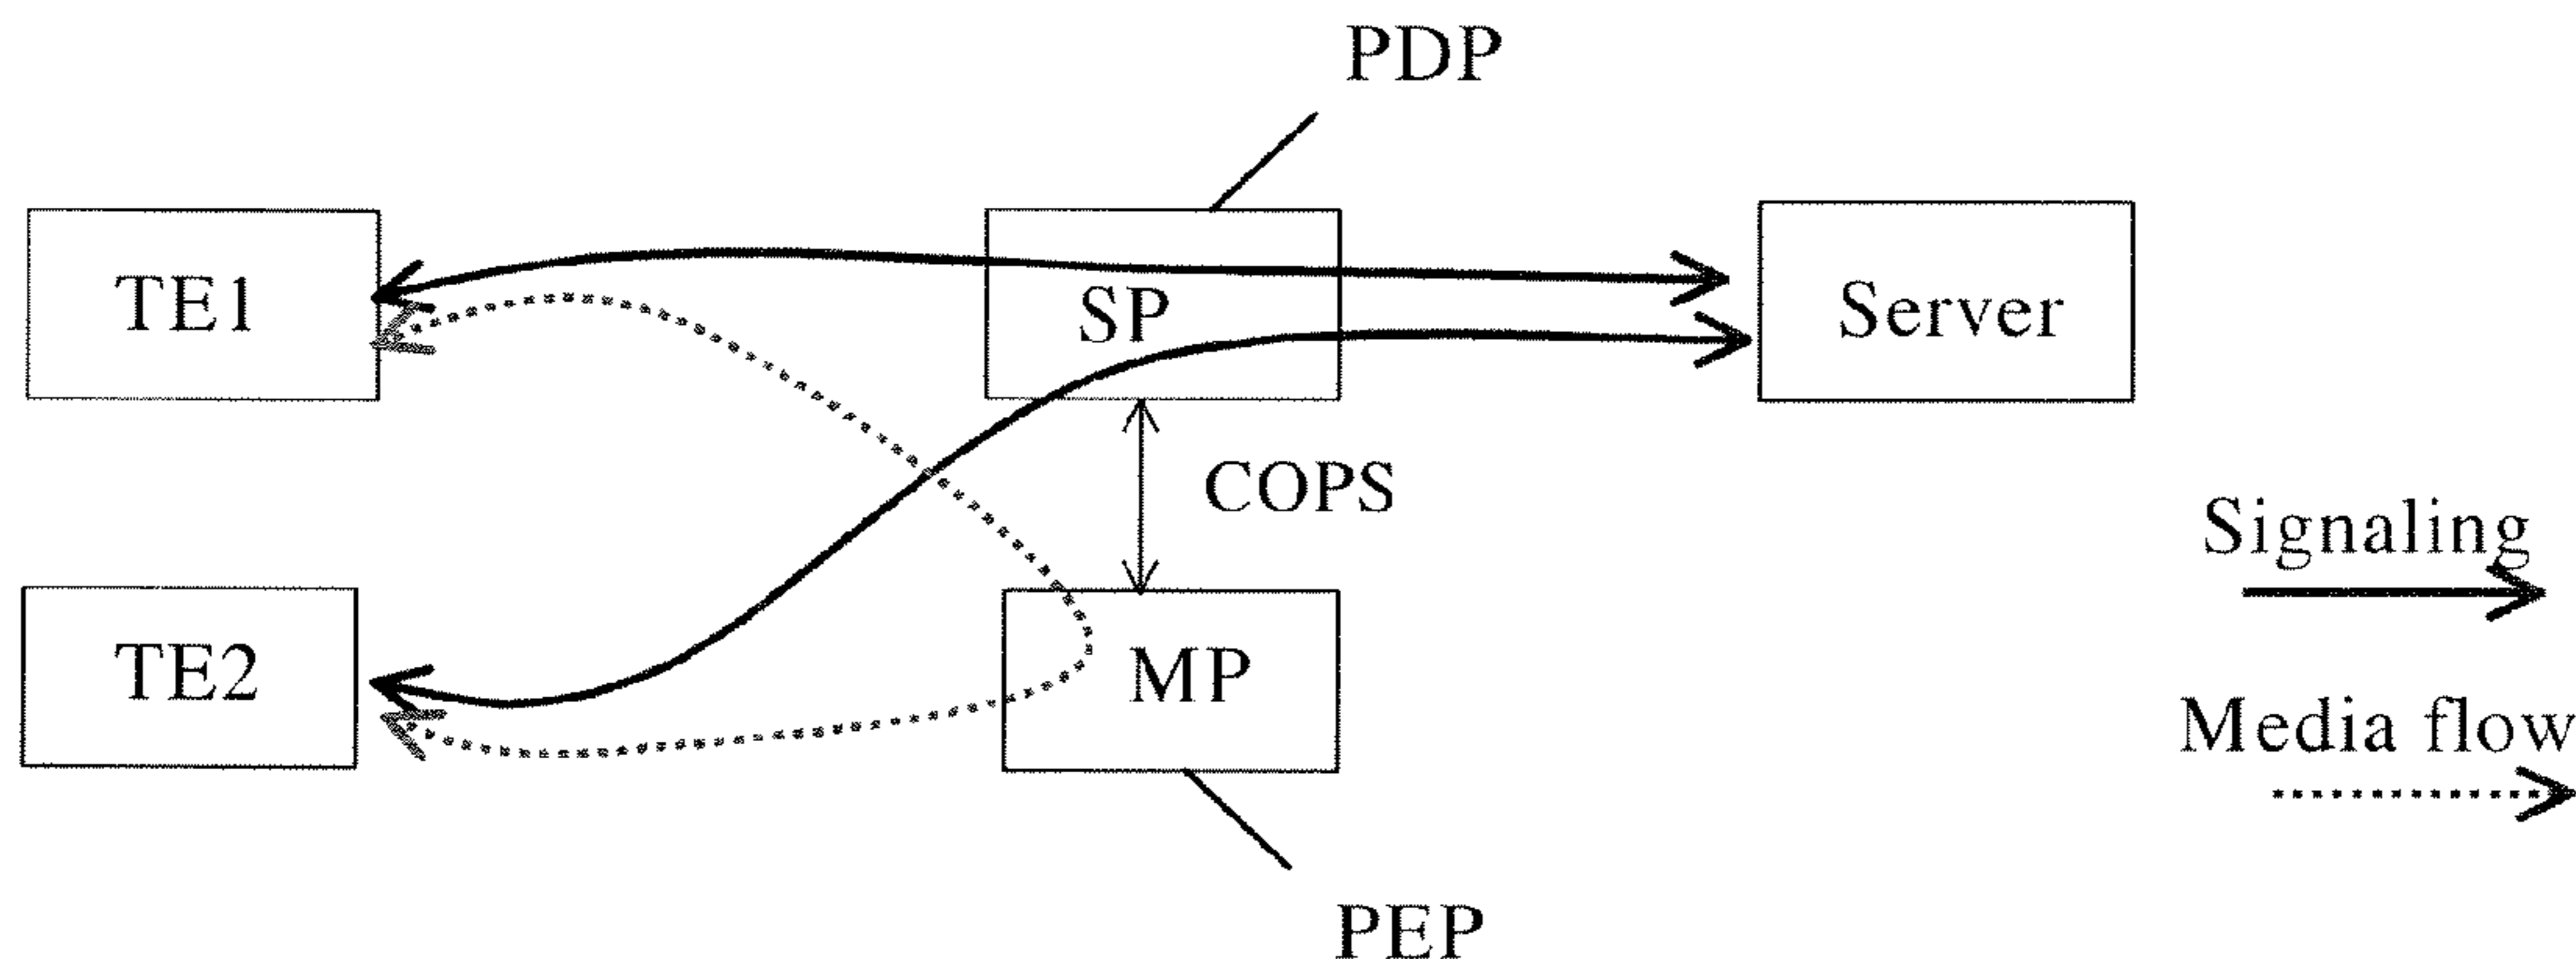 PDP
TE1
SP
Server
COPS
Signaling
TE2
MP
Media flow
PEP